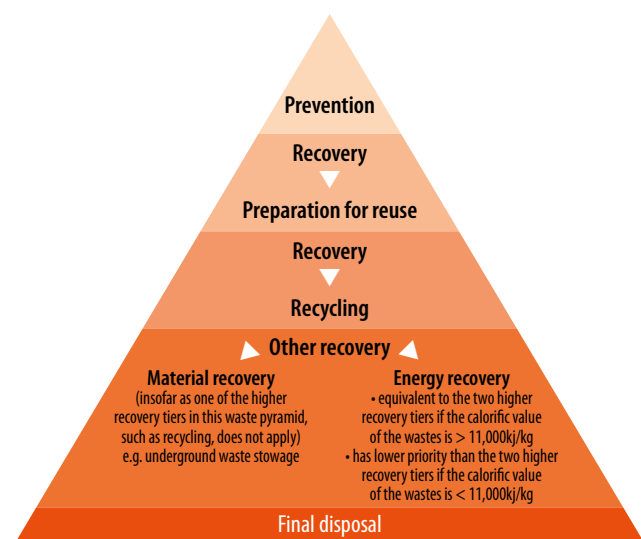 Prevention
Recovery
Preparation for reuse
Recovery
Recycling
Other recovery
Material recovery
(insofar as one of the higher
recovery tiers in this waste pyramid,
such as recycling, does not apply)
e.g. underground waste stowage
Energy recovery
• equivalent to the two higher
recovery tiers if the calorific value
of the wastes is > 11,000kj/kg
• has lower priority than the two higher
recovery tiers if the calorific value
of the wastes is < 11,000kj/kg
Final disposal